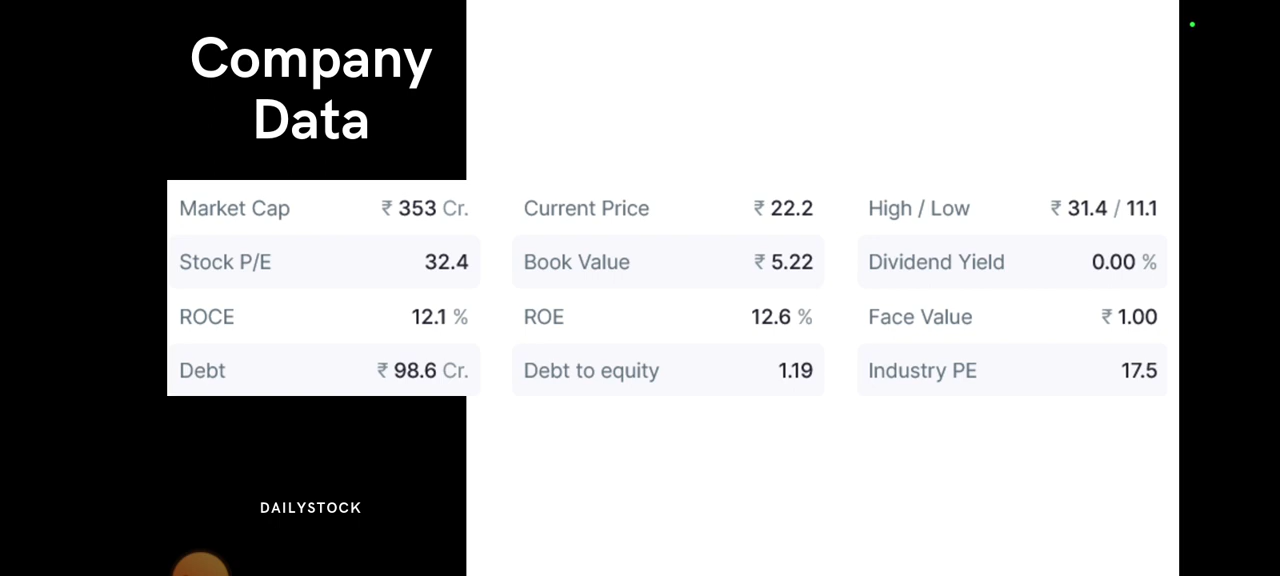 Company
Data
Market Cap ₹ 353 Cr. Current Price ₹ 22.2 High / Low ₹ 31.4 / 11.1
Stock P/E 32.4 Book Value ₹ 5.22 Dividend Yield 0.00 %
ROCE 12.1 % ROE 12.6 % Face Value ₹ 1.00
Debt ₹ 98.6 Cr. Debt to equity 1.19 Industry PE 17.5
DAILYSTOCK